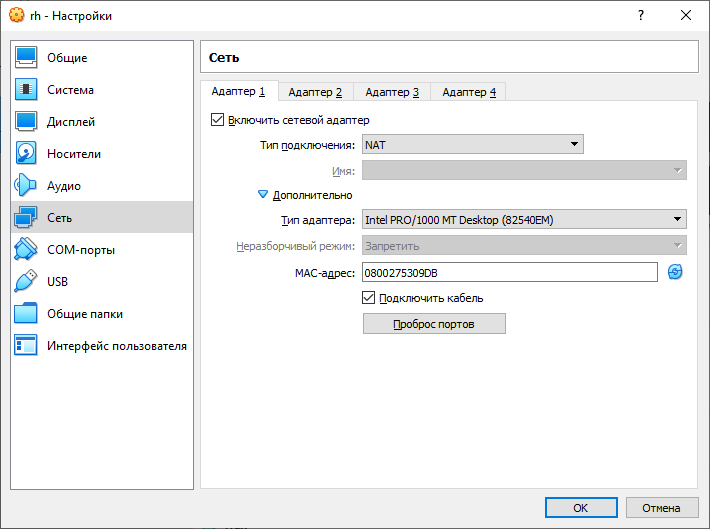 rh - Настройки
?
Общие
Система
Дисплей
Носители
Аудио
Сеть
COM-порты
USB
Общие папки
Интерфейс пользователя
Сеть
Адаптер 1 Адаптер 2 Адаптер 3 Адаптер 4
Включить сетевой адаптер
Тип подключения: NAT
Имя:
Дополнительно
Тип адаптера: Intel PRO/1000 MT Desktop (82540EM)
Неразборчивый режим: Запретить
MAC-адрес: 0800275309DB
Подключить кабель
Проброс портов
OK Отмена